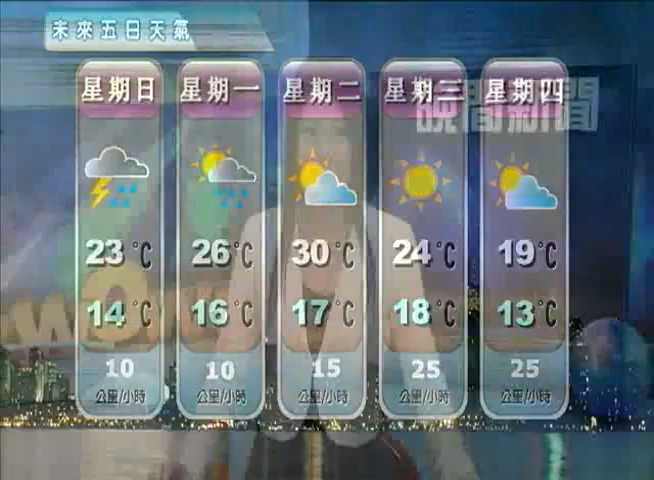 未來五日天氣
星期日 星期一 星期二 星期三 星期四
晚間新聞
23°C 26°C 30°C 24°C 19°C
14°C 16°C 17°C 18°C 13°C
10 10 15 25 25
公里/小時 公里/小時 公里/小時 公里/小時 公里/小時